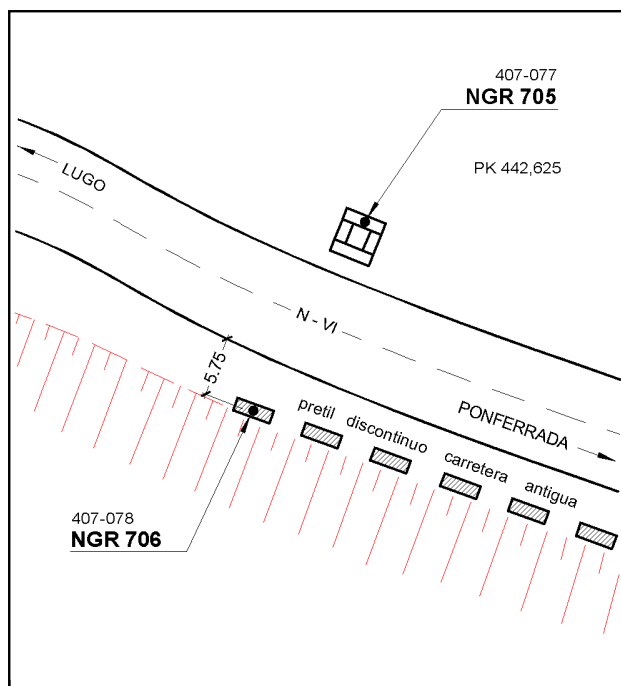 407-077
NGR 705
PK 442,625
LUGO
N - VI
5.75
pretil discontinuo carretera antigua
PONFERRADA
407-078
NGR 706